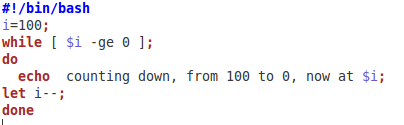 #!/bin/bash
i=100;
while [ $i -ge 0 ];
do
  echo  counting down, from 100 to 0, now at $i;
let i--;
done